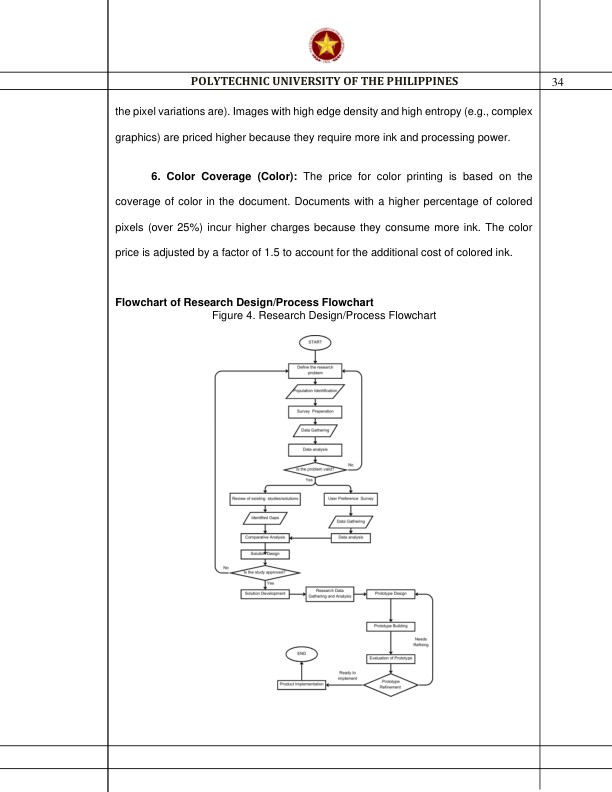 POLYTECHNIC UNIVERSITY OF THE PHILIPPINES
34
the pixel variations are). Images with high edge density and high entropy (e.g., complex
graphics) are priced higher because they require more ink and processing power.
6. Color Coverage (Color): The price for color printing is based on the
coverage of color in the document. Documents with a higher percentage of colored
pixels (over 25%) incur higher charges because they consume more ink. The color
price is adjusted by a factor of 1.5 to account for the additional cost of colored ink.
Flowchart of Research Design/Process Flowchart
Figure 4. Research Design/Process Flowchart
START
Define the research
problem
Population Identification
Survey Preparation
Data Gathering
Data analysis
Is the problem valid?
No
Yes
Review of existing studies/solutions
User Preference Survey
Identified Gaps
Data Gathering
Comparative Analysis
Data analysis
Solution Design
Is the study approved?
No
Yes
Solution Development
Research Data
Gathering and Analysis
Prototype Design
Prototype Building
Needs
Refining
Evaluation of Prototype
END
Ready to
implement
Prototype
Refinement
Product Implementation